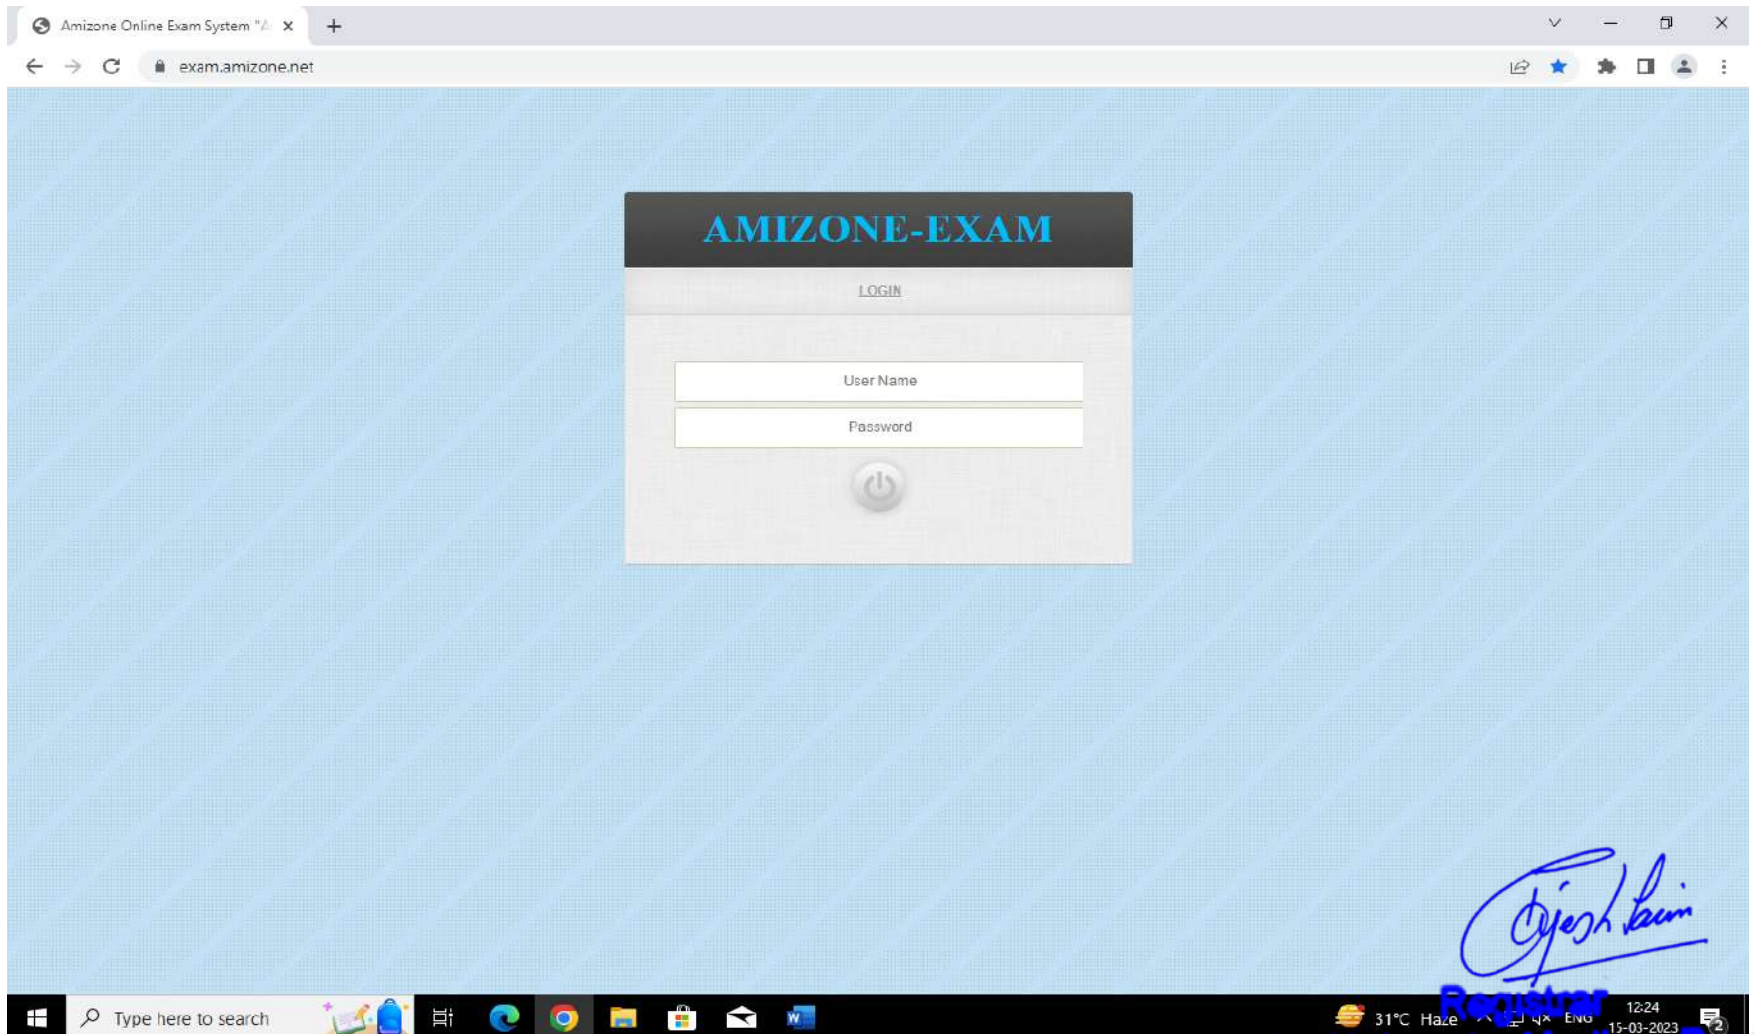 Amizone Online Exam System "A
exam.amizone.net
AMIZONE-EXAM
LOGIN
User Name
Password
Registrar
Type here to search
31°C Haze
ENG
12:24
15-03-2023
2